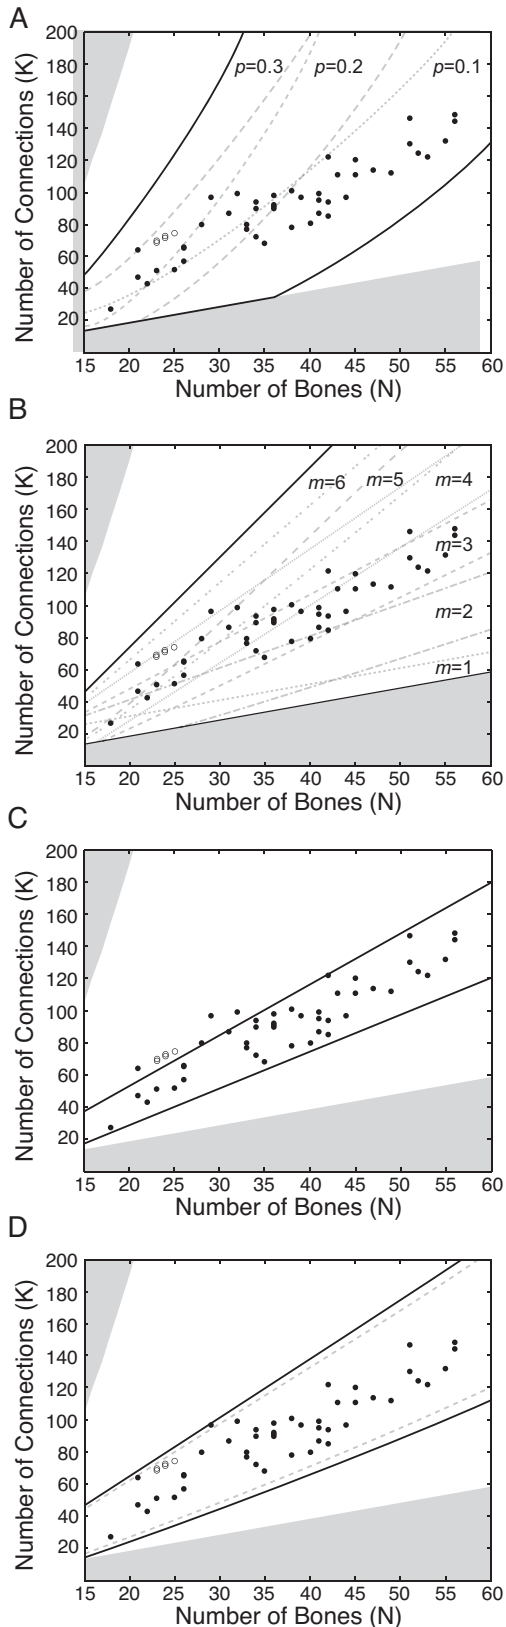 A
Number of Connections (K)
200
180
160
140
120
100
80
60
40
20
p=0.3
p=0.2
p=0.1
15 20 25 30 35 40 45 50 55 60
Number of Bones (N)
B
Number of Connections (K)
200
180
160
140
120
100
80
60
40
20
m=6
m=5
m=4
m=3
m=2
m=1
15 20 25 30 35 40 45 50 55 60
Number of Bones (N)
C
Number of Connections (K)
200
180
160
140
120
100
80
60
40
20
15 20 25 30 35 40 45 50 55 60
Number of Bones (N)
D
Number of Connections (K)
200
180
160
140
120
100
80
60
40
20
15 20 25 30 35 40 45 50 55 60
Number of Bones (N)